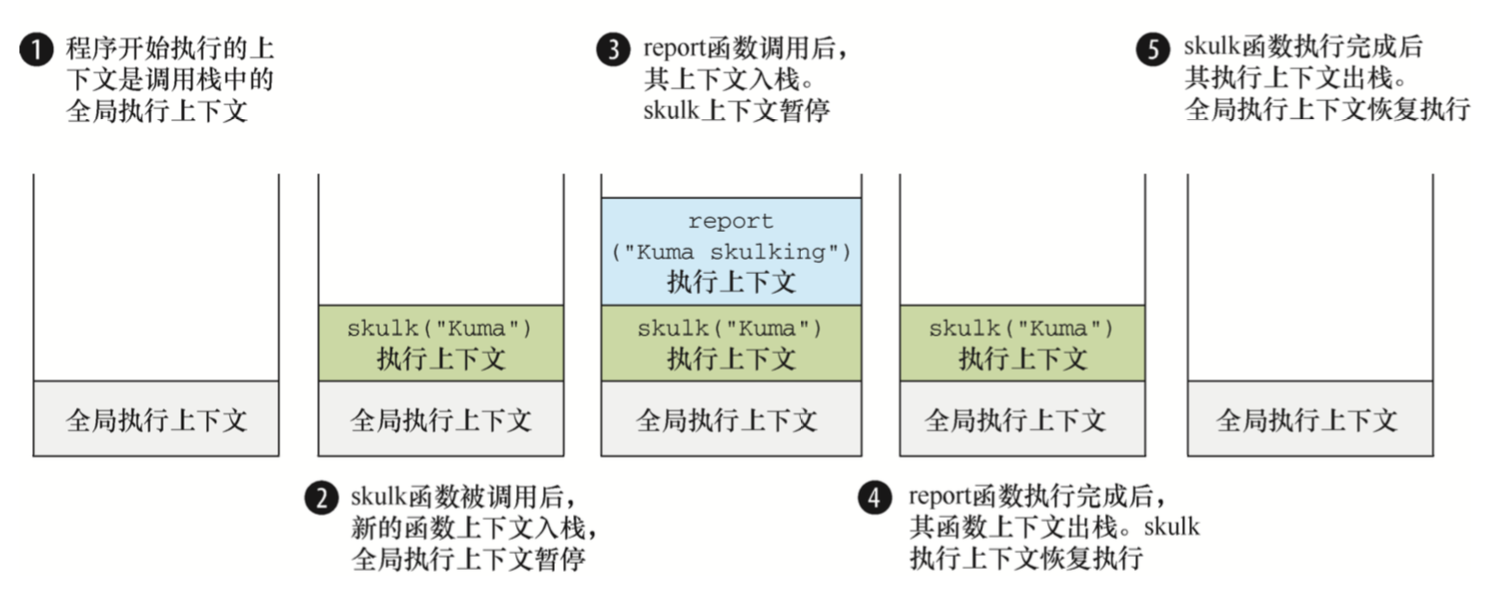 1 程序开始执行的上
下文是调用栈中的
全局执行上下文
3 report函数调用后，
其上下文入栈。
skulk上下文暂停
5 skulk函数执行完成后
其执行上下文出栈。
全局执行上下文恢复执行
全局执行上下文
skulk("Kuma")
执行上下文
全局执行上下文
report
("Kuma skulking")
执行上下文
skulk("Kuma")
执行上下文
全局执行上下文
skulk("Kuma")
执行上下文
全局执行上下文
全局执行上下文
2 skulk函数被调用后，
新的函数上下文入栈，
全局执行上下文暂停
4 report函数执行完成后，
其函数上下文出栈。skulk
执行上下文恢复执行